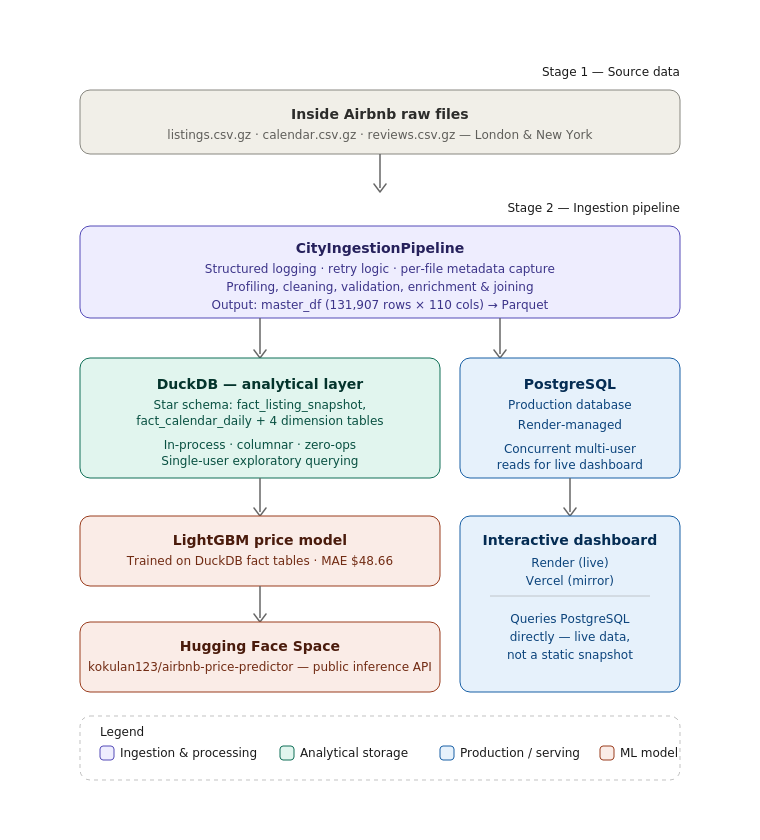 Stage 1 — Source data
Inside Airbnb raw files
listings.csv.gz · calendar.csv.gz · reviews.csv.gz — London & New York
Stage 2 — Ingestion pipeline
CityIngestionPipeline
Structured logging · retry logic · per-file metadata capture
Profiling, cleaning, validation, enrichment & joining
Output: master_df (131,907 rows × 110 cols) → Parquet
DuckDB — analytical layer
Star schema: fact_listing_snapshot,
fact_calendar_daily + 4 dimension tables
In-process · columnar · zero-ops
Single-user exploratory querying
PostgreSQL
Production database
Render-managed
Concurrent multi-user
reads for live dashboard
LightGBM price model
Trained on DuckDB fact tables · MAE $48.66
Hugging Face Space
kokulan123/airbnb-price-predictor — public inference API
Interactive dashboard
Render (live)
Vercel (mirror)
Queries PostgreSQL
directly — live data,
not a static snapshot
Legend
Ingestion & processing
Analytical storage
Production / serving
ML model